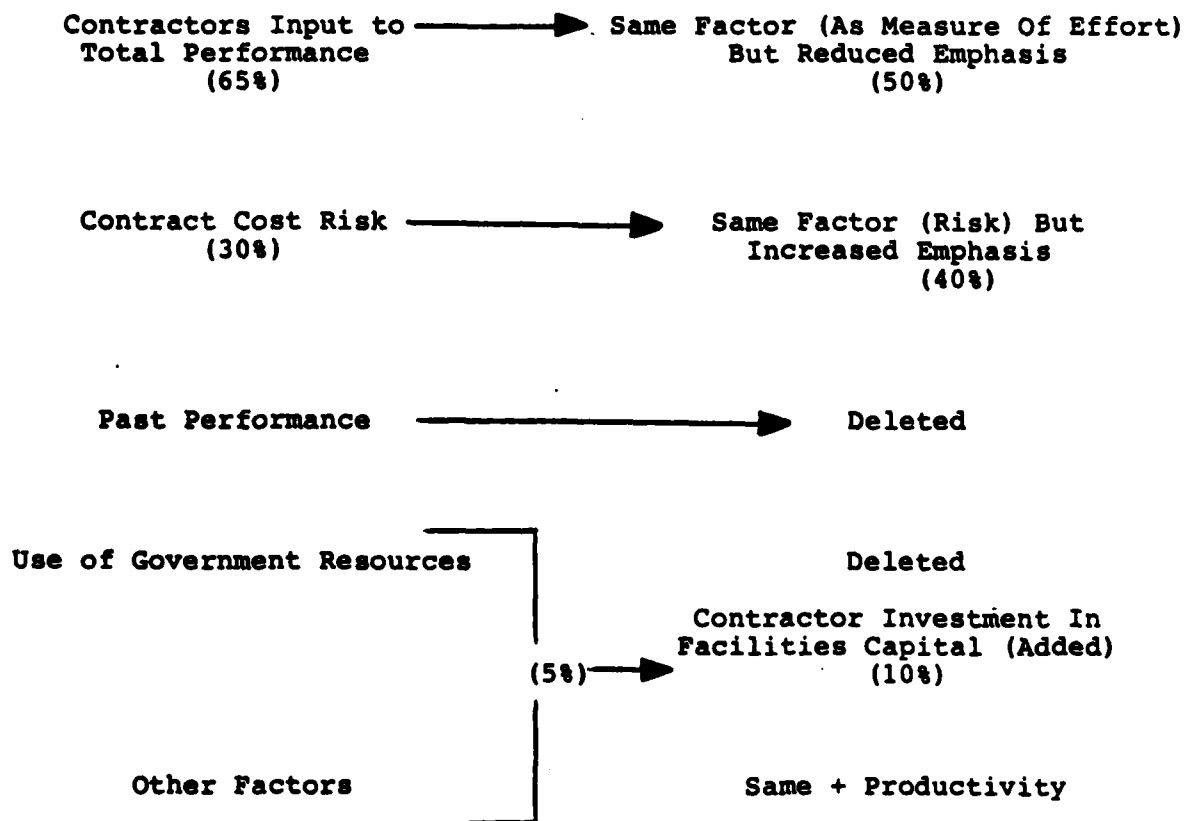 Contractors Input to
Total Performance
(65%)
Same Factor (As Measure Of Effort)
But Reduced Emphasis
(50%)
Contract Cost Risk
(30%)
Same Factor (Risk) But
Increased Emphasis
(40%)
Past Performance
Deleted
Use of Government Resources
Deleted
Contractor Investment In
Facilities Capital (Added)
(5%)
(10%)
Other Factors
Same + Productivity